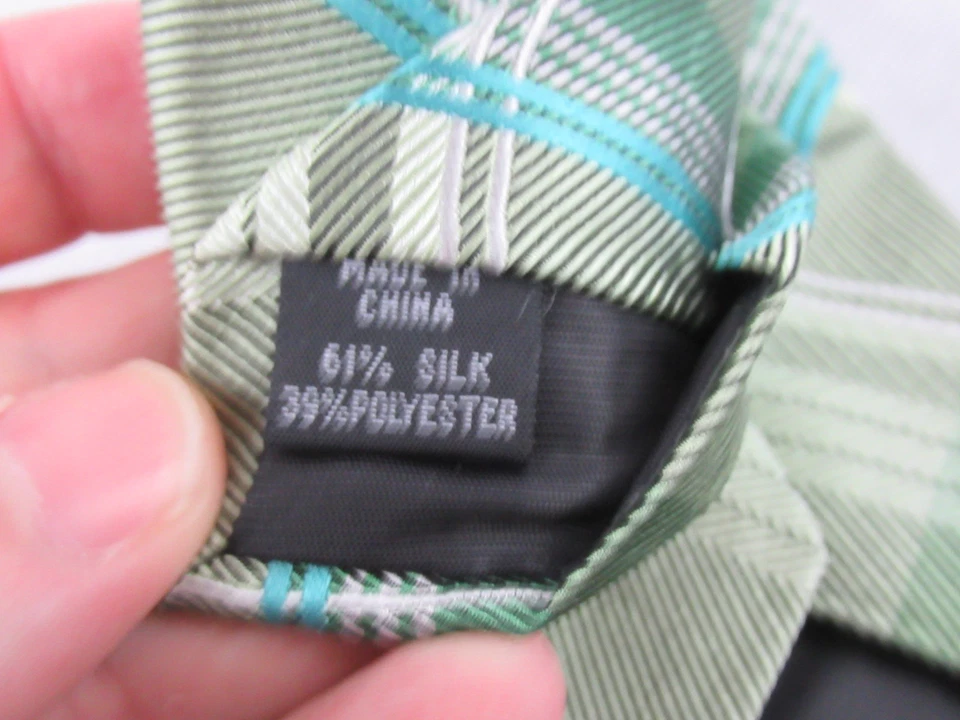 MADE IN
CHINA
61% SILK
39%POLYESTER